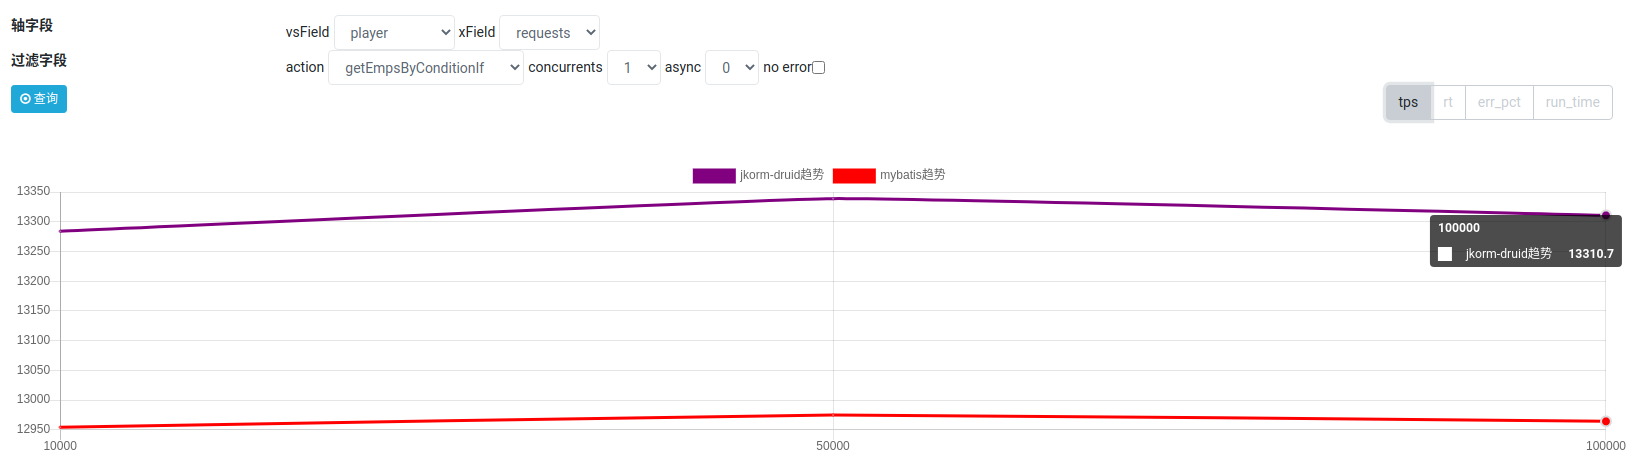 轴字段
vsField player xField requests
过滤字段
action getEmpsByConditionIf concurrents 1 async 0 no error
查询
tps rt err_pct run_time
jkorm-druid趋势 mybatis趋势
13350
13300
13250
13200
13150
13100
13050
13000
12950
100000
jkorm-druid趋势 13310.7
10000 50000 100000